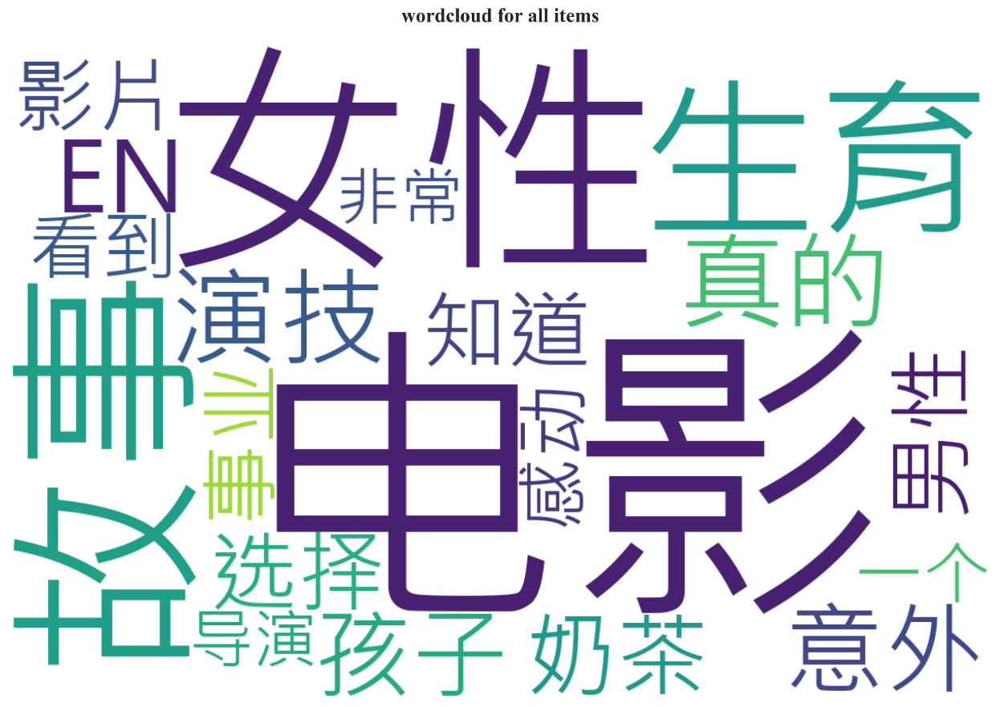 wordcloud for all items
影片
女性
生育
EN
非常
看到
真的
演技
知道
故事
电影
事业
感动
男性
选择
一个
导演
孩子
奶茶
意外